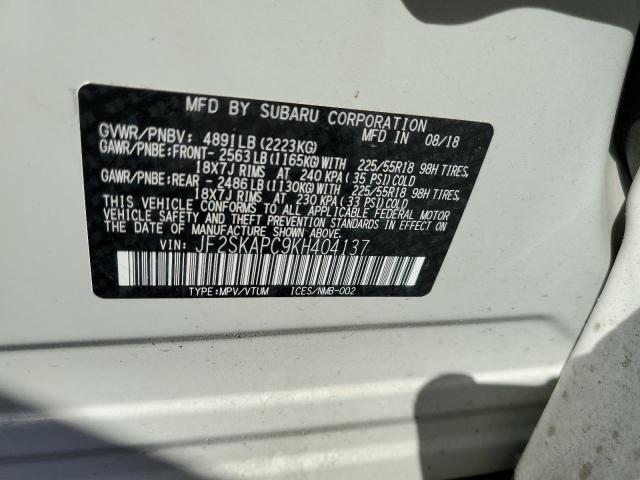 MFD BY SUBARU CORPORATION
GVWR/PNBV: 4891LB(2223KG) MFD IN 08/18
GAWR/PNBE:FRONT- 2563LB(1165KG)WITH 225/55R18 98H TIRES,
18X7J RIMS AT 240 KPA(35 PSI)COLD
GAWR/PNBE:REAR - 2486LB(1130KG)WITH 225/55R18 98H TIRES,
18X7J RIMS AT 230 KPA(33 PSI)COLD
THIS VEHICLE CONFORMS TO ALL APPLICABLE FEDERAL MOTOR
VEHICLE SAFETY AND THEFT PREVENTION STANDARDS IN EFFECT ON THE
DATE OF MANUFACTURE SHOWN ABOVE.
VIN: JF2SKAPC9KH404137
TYPE:MPV/VTUM ICES/NMB-002